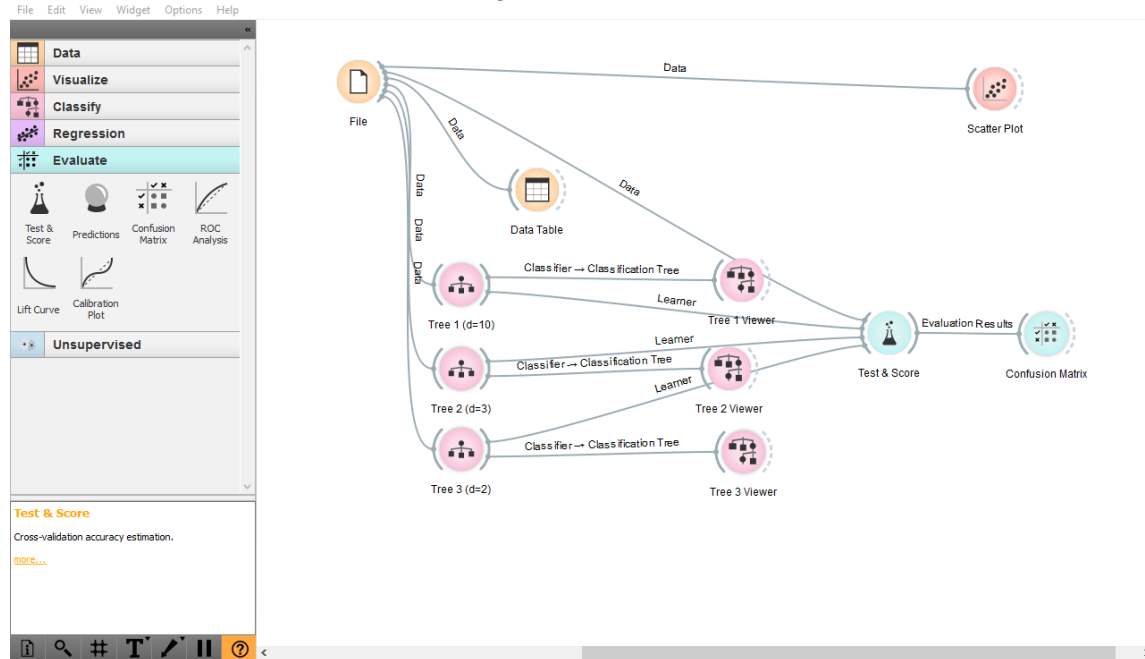 File Edit View Widget Options Help
«
Data
Visualize
Classify
Regression
Evaluate
Test & Score
Predictions
Confusion Matrix
ROC Analysis
Lift Curve
Calibration Plot
Unsupervised
Test & Score
Cross-validation accuracy estimation.
more...
File
Data
Scatter Plot
Data
Data Table
Data
Data
Data
Data
Tree 1 (d=10)
Classifier → Classification Tree
Learner
Tree 1 Viewer
Tree 2 (d=3)
Learner
Classifier → Classification Tree
Tree 2 Viewer
Learner
Tree 3 (d=2)
Classifier → Classification Tree
Tree 3 Viewer
Test & Score
Evaluation Results
Confusion Matrix